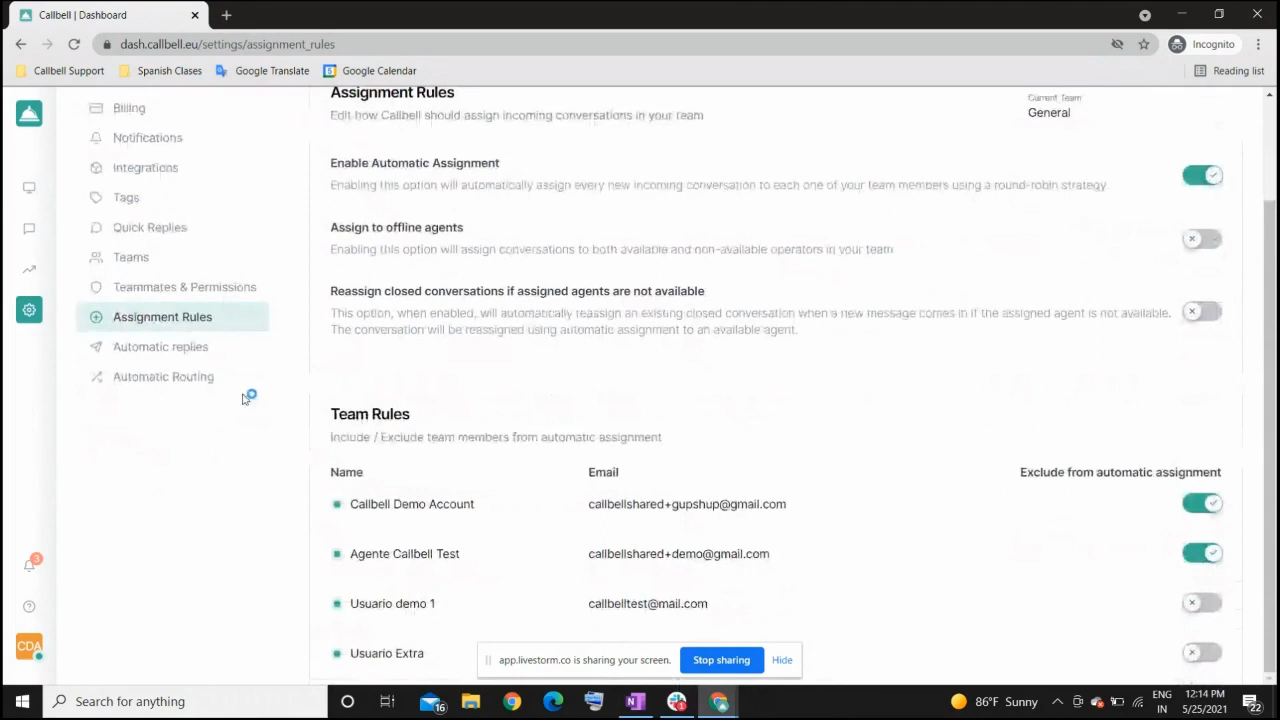 Callbell | Dashboard
dash.callbell.eu/settings/assignment_rules
Incognito
Callbell Support
Spanish Clases
Google Translate
Google Calendar
Reading list
Billing
Notifications
Integrations
Tags
Quick Replies
Teams
Teammates & Permissions
Assignment Rules
Automatic replies
Automatic Routing
3
CDA
Assignment Rules
Edit how Callbell should assign incoming conversations in your team
Current Team
General
Enable Automatic Assignment
Enabling this option will automatically assign every new incoming conversation to each one of your team members using a round-robin strategy
Assign to offline agents
Enabling this option will assign conversations to both available and non-available operators in your team
Reassign closed conversations if assigned agents are not available
This option, when enabled, will automatically reassign an existing closed conversation when a new message comes in if the assigned agent is not available.
The conversation will be reassigned using automatic assignment to an available agent.
Team Rules
Include / Exclude team members from automatic assignment
Name Email Exclude from automatic assignment
Callbell Demo Account callbellshared+gupshup@gmail.com
Agente Callbell Test callbellshared+demo@gmail.com
Usuario demo 1 callbelltest@mail.com
Usuario Extra
app.livestorm.co is sharing your screen. Stop sharing Hide
Search for anything
16
86°F Sunny
ENG
IN
12:14 PM
5/25/2021
22